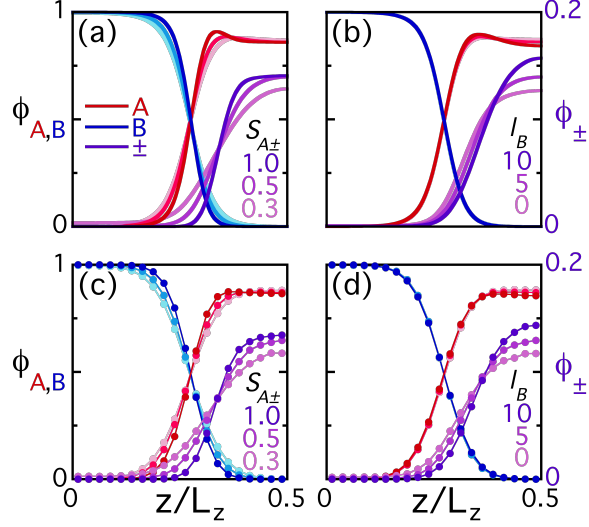 1 (a) (b) 0.2
ϕ A,B
A
B
±
S A±
1.0
0.5
0.3
l B
10
5
0
ϕ ±
0 0
1 (c) (d) 0.2
ϕ A,B
S A±
1.0
0.5
0.3
l B
10
5
0
ϕ ±
0 0
0 z/L z 0.5 0 z/L z 0.5